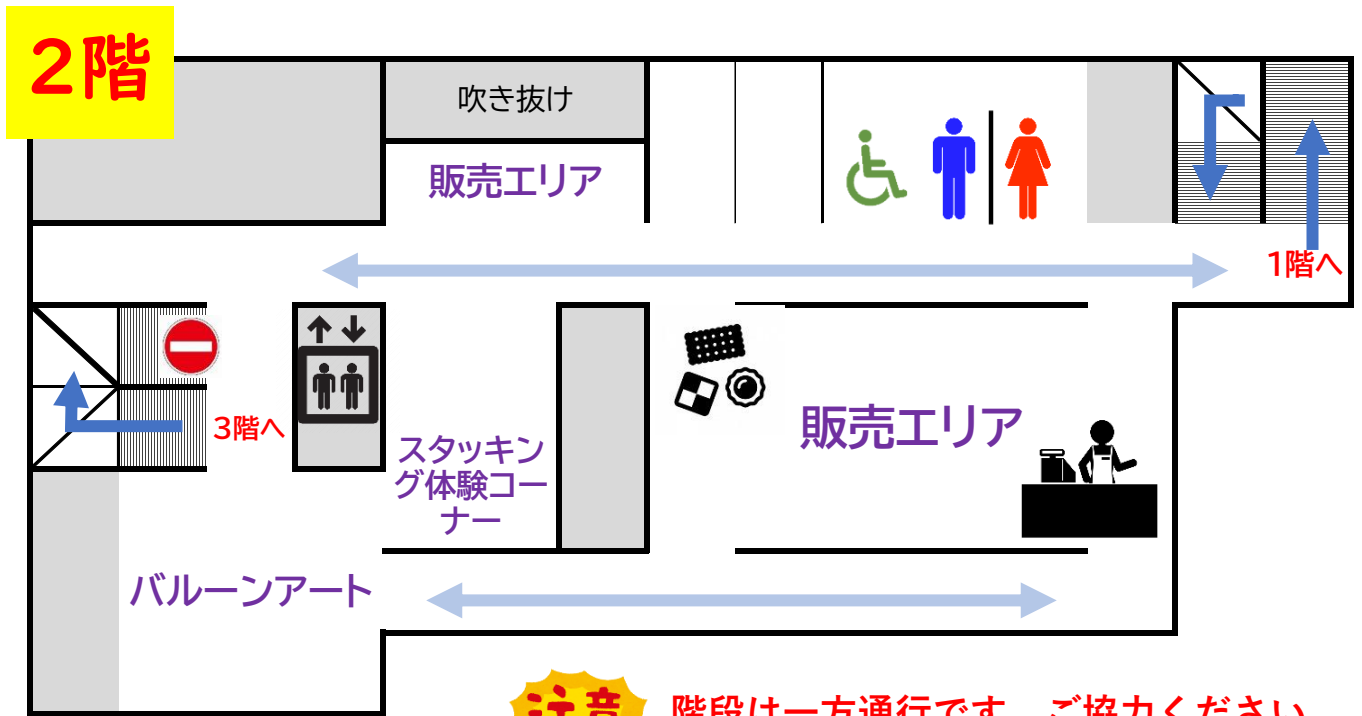 2階
吹き抜け
販売エリア
1階へ
3階へ
スタッキン
グ体験コー
ナー
販売エリア
バルーンアート
注意
階段は一方通行です。ご協力ください